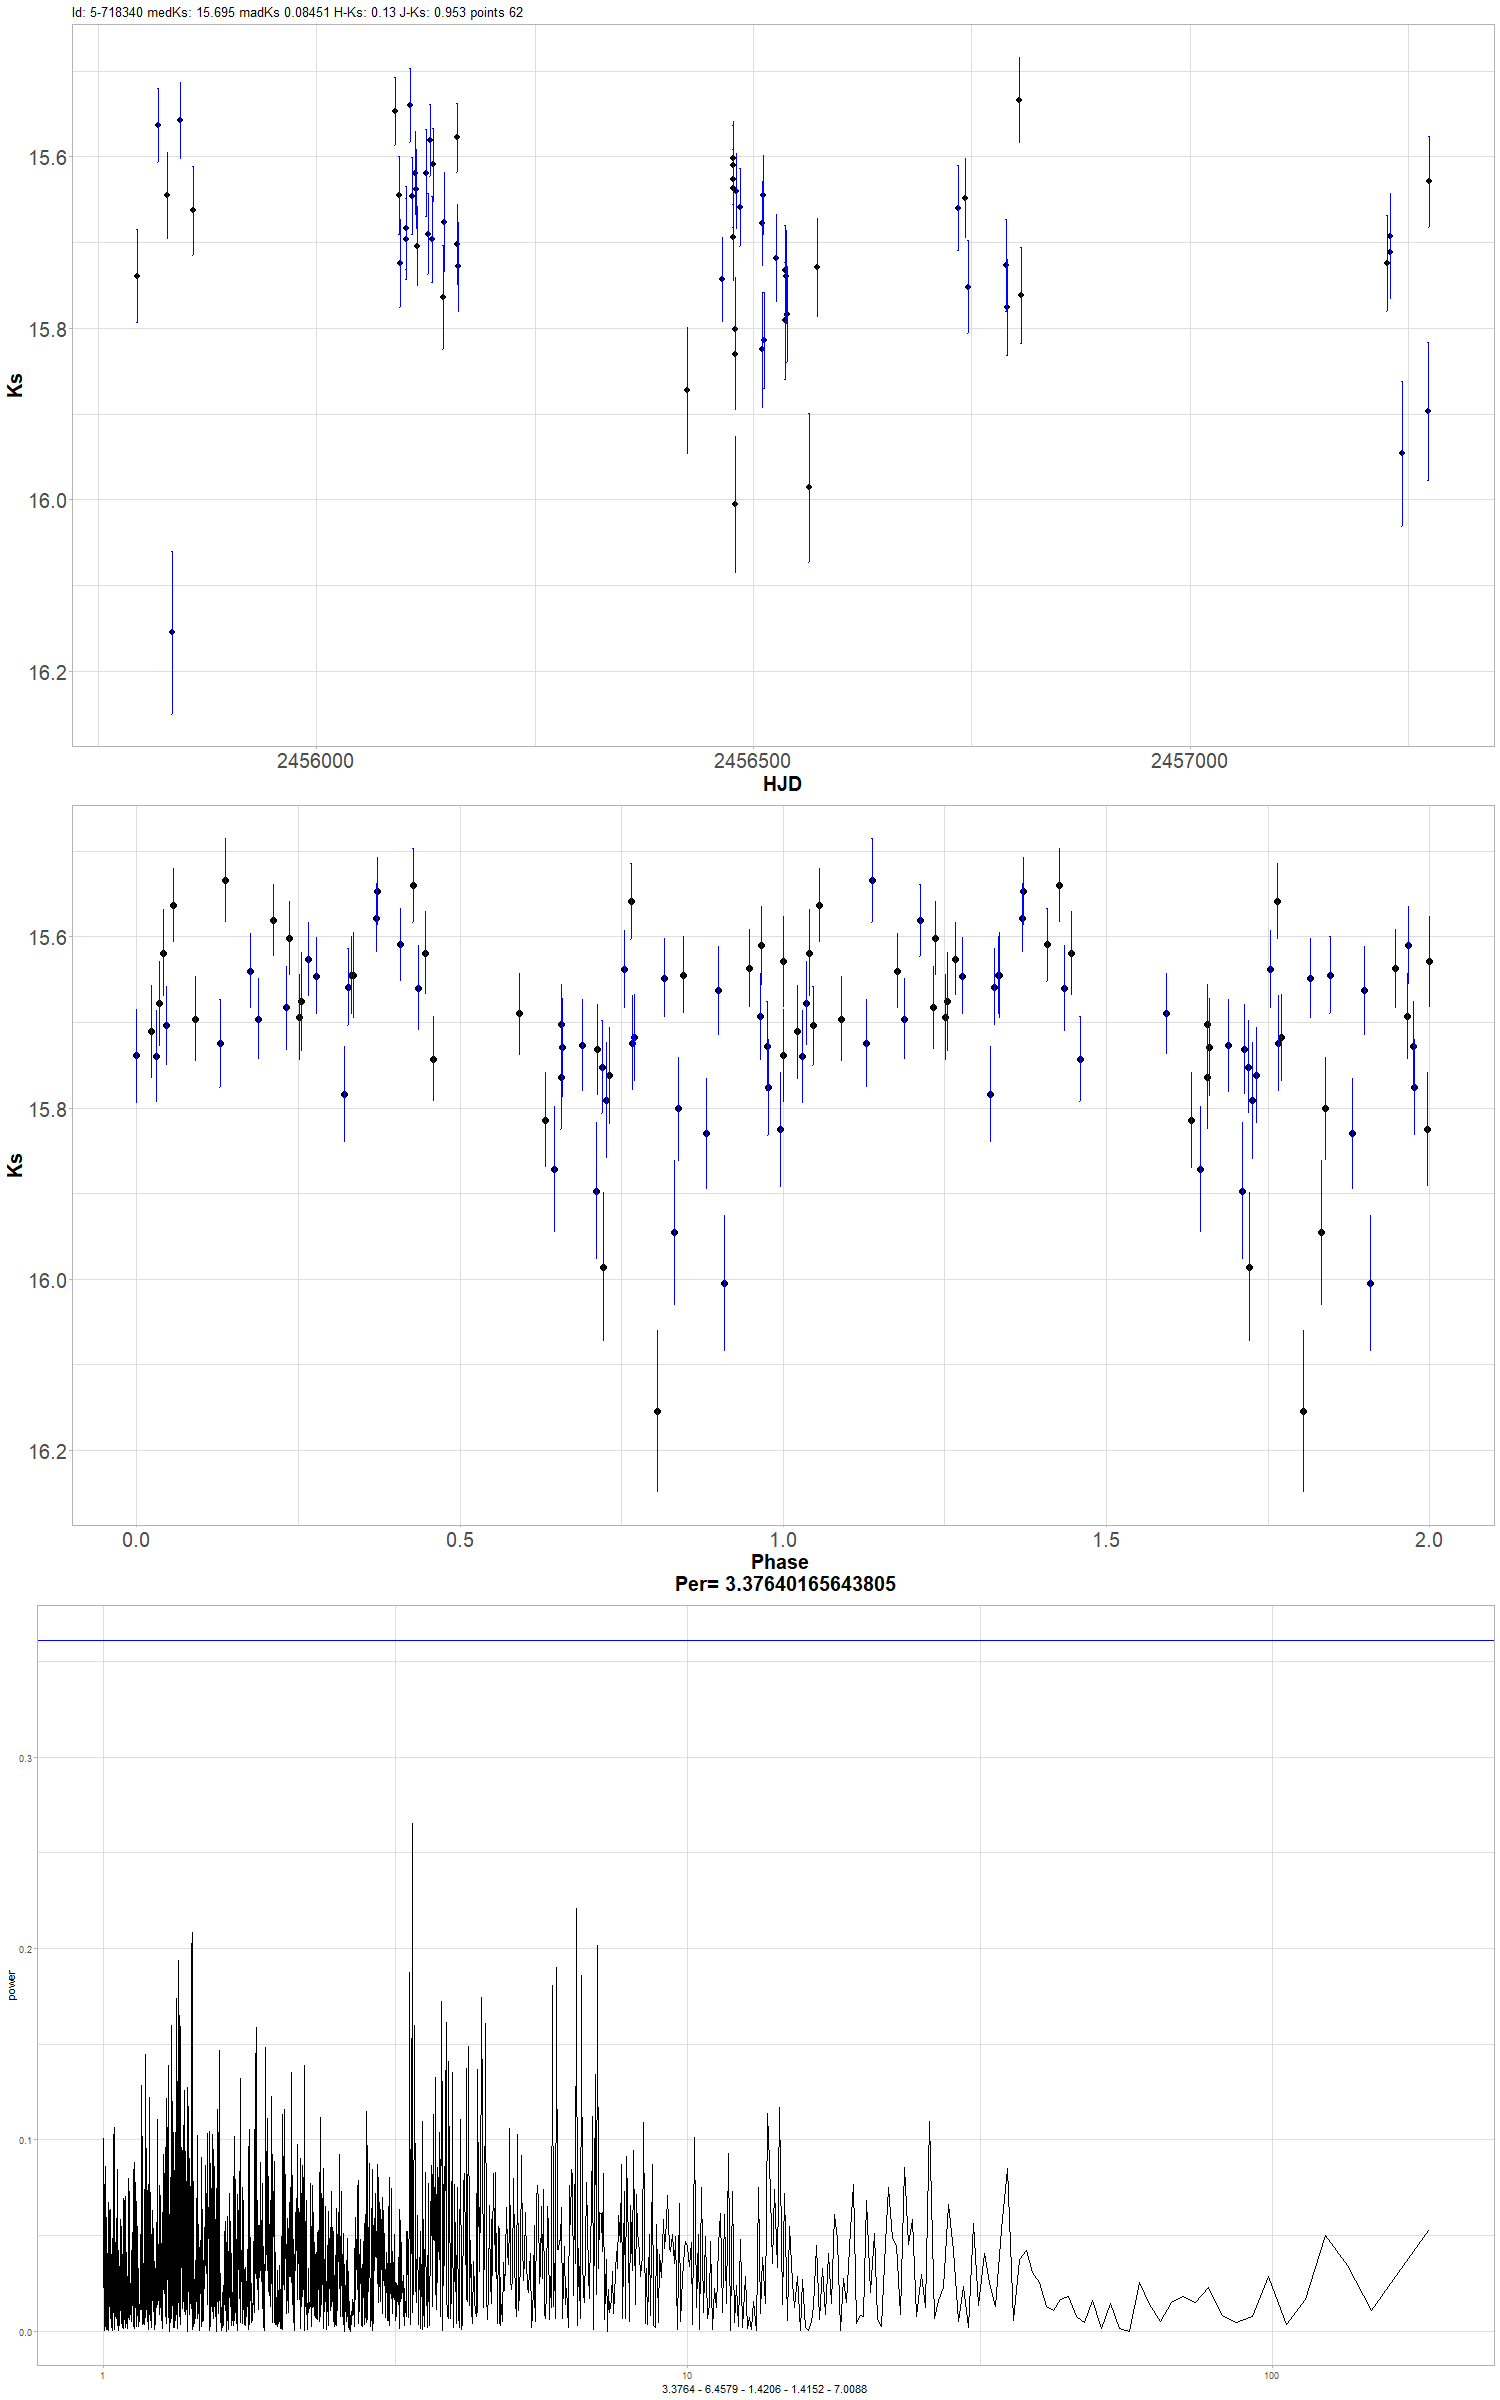 Id: 5-718340 medKs: 15.695 madKs 0.08451 H-Ks: 0.13 J-Ks: 0.953 points 62
15.6
15.8
16.0
16.2
Ks
2456000 2456500 2457000
HJD
15.6
15.8
16.0
16.2
Ks
0.0 0.5 1.0 1.5 2.0
Phase
Per= 3.37640165643805
0.3
0.2
0.1
0.0
power
1 10 100
3.3764 - 6.4579 - 1.4206 - 1.4152 - 7.0088